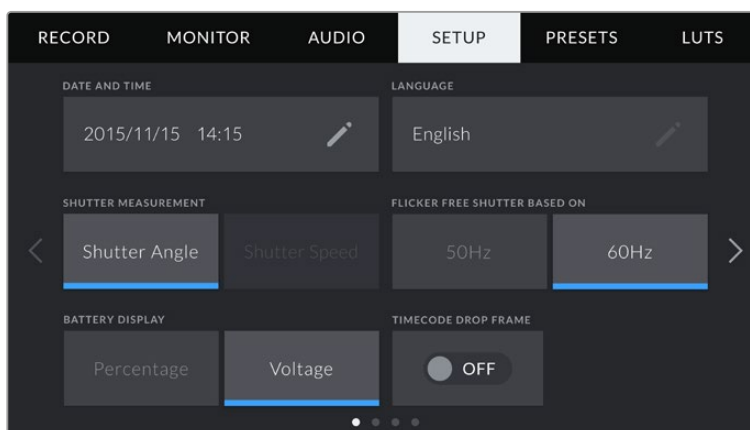 RECORD MONITOR AUDIO SETUP PRESETS LUTS
DATE AND TIME LANGUAGE
2015/11/15 14:15 English
SHUTTER MEASUREMENT FLICKER FREE SHUTTER BASED ON
Shutter Angle Shutter Speed 50Hz 60Hz
BATTERY DISPLAY TIMECODE DROP FRAME
Percentage Voltage OFF